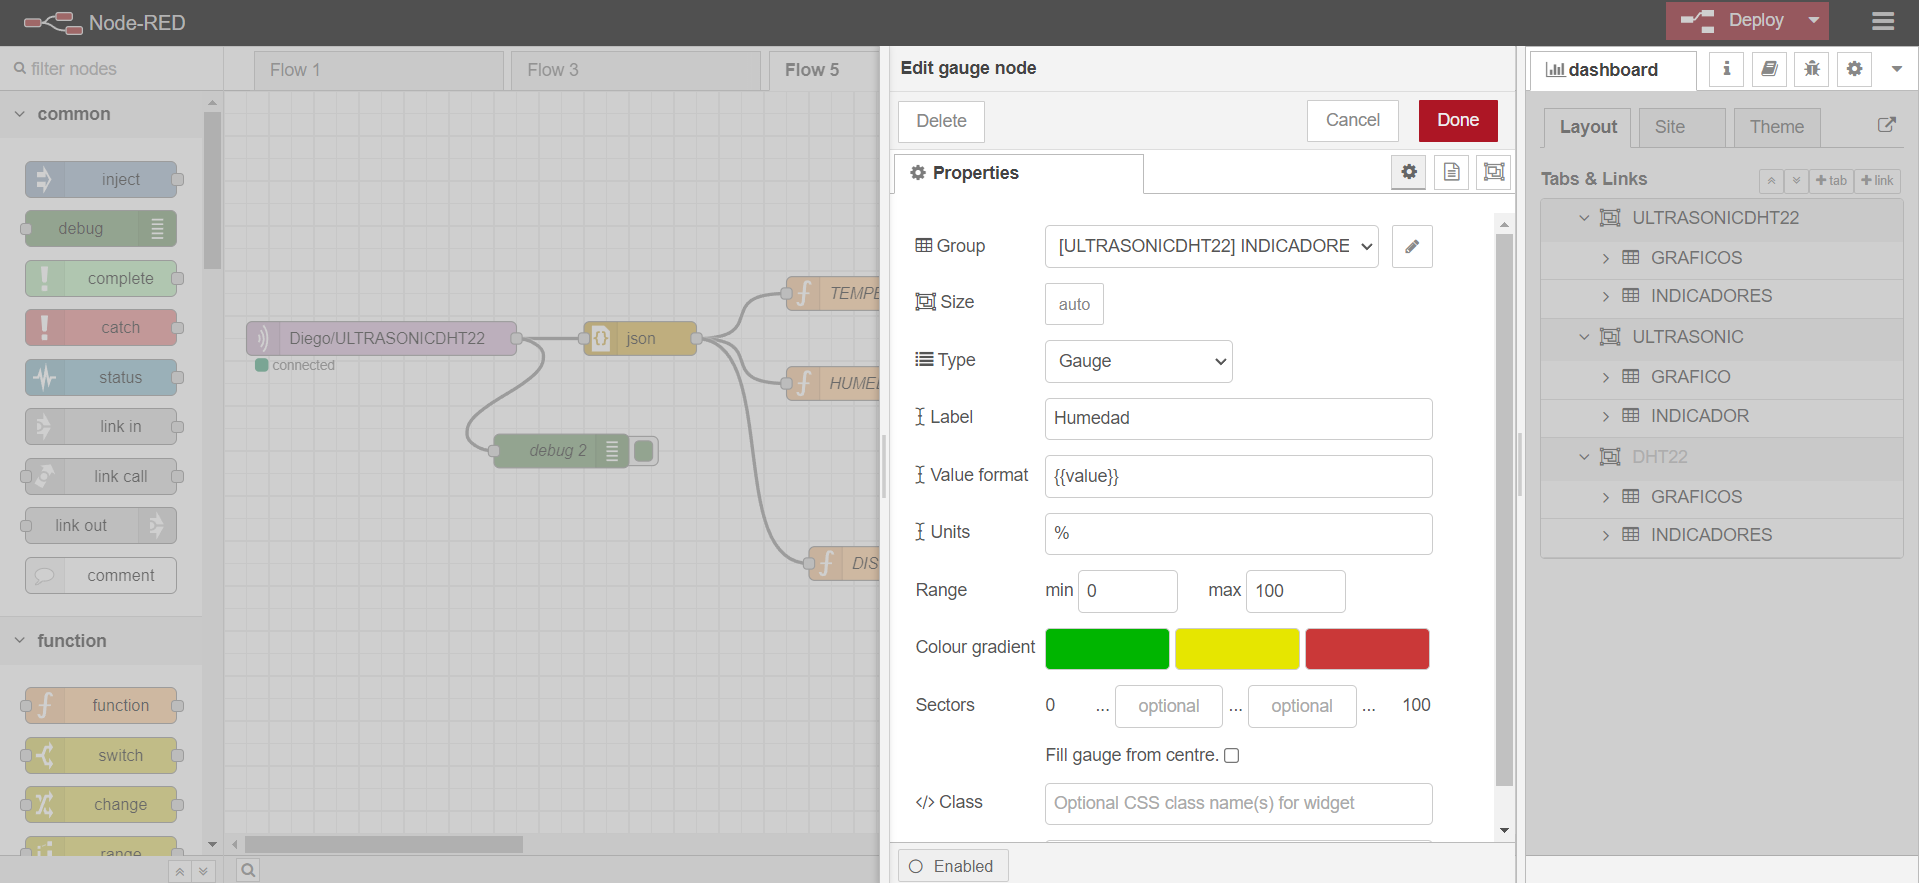 Node-RED
Deploy
filter nodes
Flow 1
Flow 3
Flow 5
common
inject
debug
complete
catch
status
link in
link call
link out
comment
function
function
switch
change
range
Diego/ULTRASONICDHT22
connected
json
debug 2
TEMPE
HUME
DIS
Edit gauge node
Delete
Cancel
Done
Properties
Group
[ULTRASONICDHT22] INDICADORE
Size
auto
Type
Gauge
Label
Humedad
Value format
{{value}}
Units
%
Range
min
0
max
100
Colour gradient
Sectors
0
...
optional
...
optional
...
100
Fill gauge from centre.
</> Class
Optional CSS class name(s) for widget
Enabled
dashboard
i
Layout
Site
Theme
Tabs & Links
+ tab
+ link
ULTRASONICDHT22
GRAFICOS
INDICADORES
ULTRASONIC
GRAFICO
INDICADOR
DHT22
GRAFICOS
INDICADORES